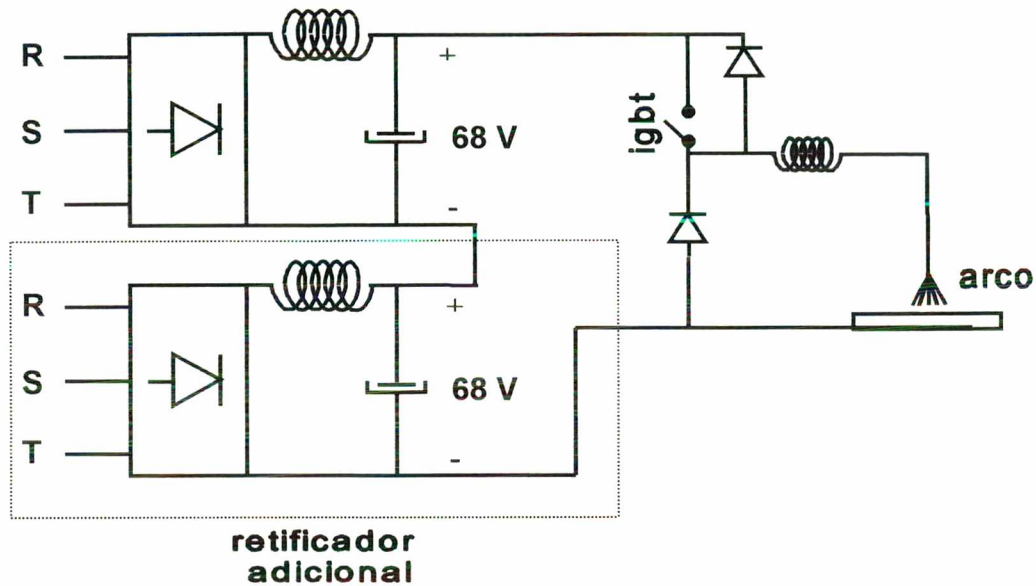 R
S
T
+
68 V
-
igbt
arco
R
S
T
+
68 V
-
retificador
adicional